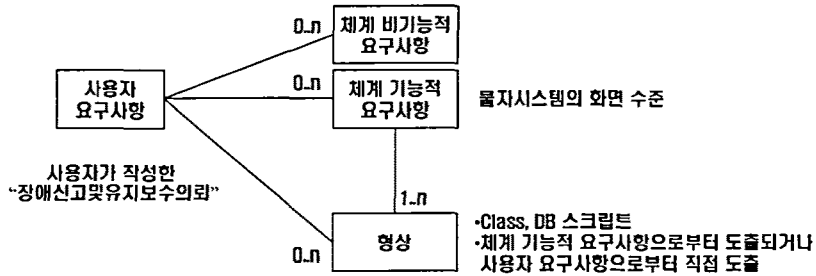 0..n
체계 비기능적
요구사항
사용자
요구사항
0..n
체계 기능적
요구사항
물자시스템의 화면 수준
사용자가 작성한
“장애신고및유지보수의뢰”
1..n
0..n
형상
•Class, DB 스크립트
•체계 기능적 요구사항으로부터 도출되거나
사용자 요구사항으로부터 직접 도출